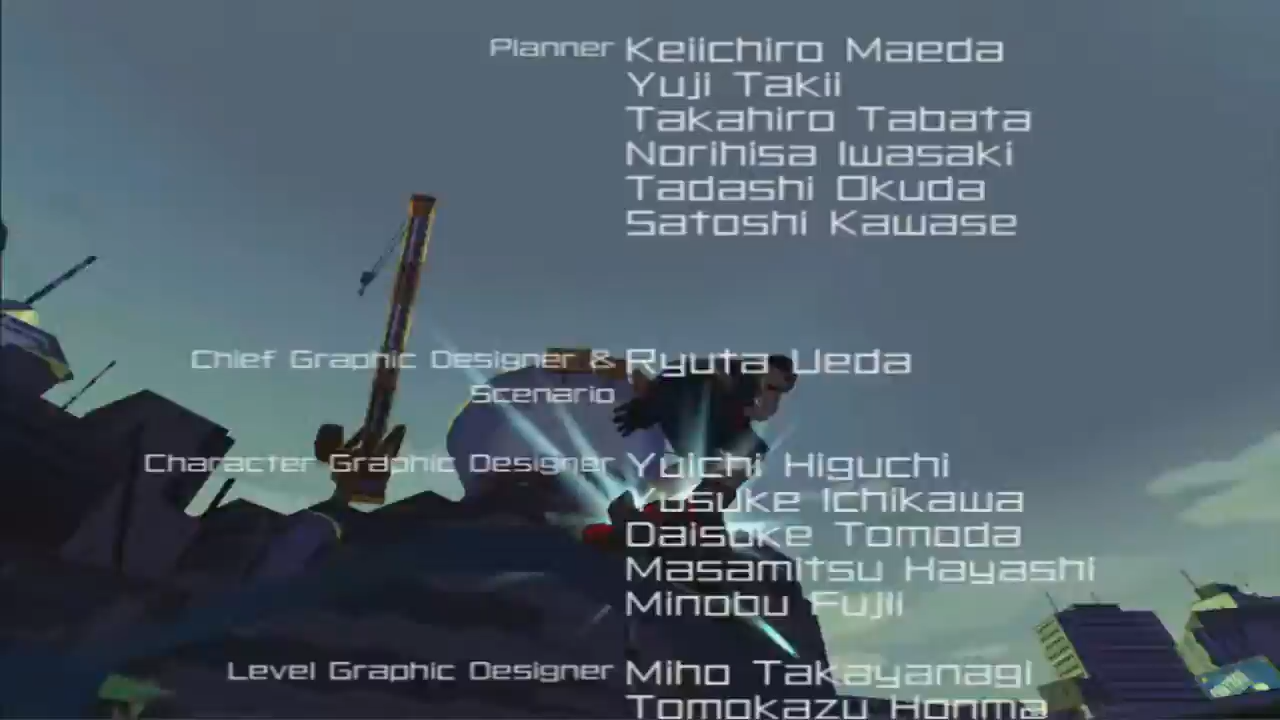 Planner Keiichiro Maeda
Yuji Takii
Takahiro Tabata
Norihisa Iwasaki
Tadashi Okuda
Satoshi Kawase
Chief Graphic Designer & Ryuta Ueda
Scenario
Character Graphic Designer Yuichi Higuchi
Yusuke Ichikawa
Daisuke Tomoda
Masamitsu Hayashi
Minobu Fujii
Level Graphic Designer Miho Takayanagi
Tomokazu Honma